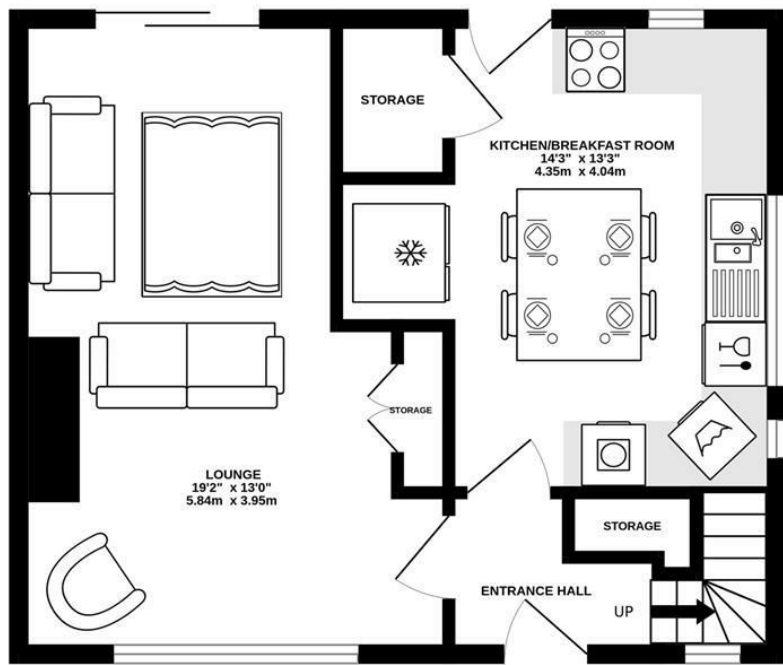 STORAGE
KITCHEN/BREAKFAST ROOM
14'3" x 13'3"
4.35m x 4.04m
STORAGE
LOUNGE
19'2" x 13'0"
5.84m x 3.95m
STORAGE
ENTRANCE HALL
UP